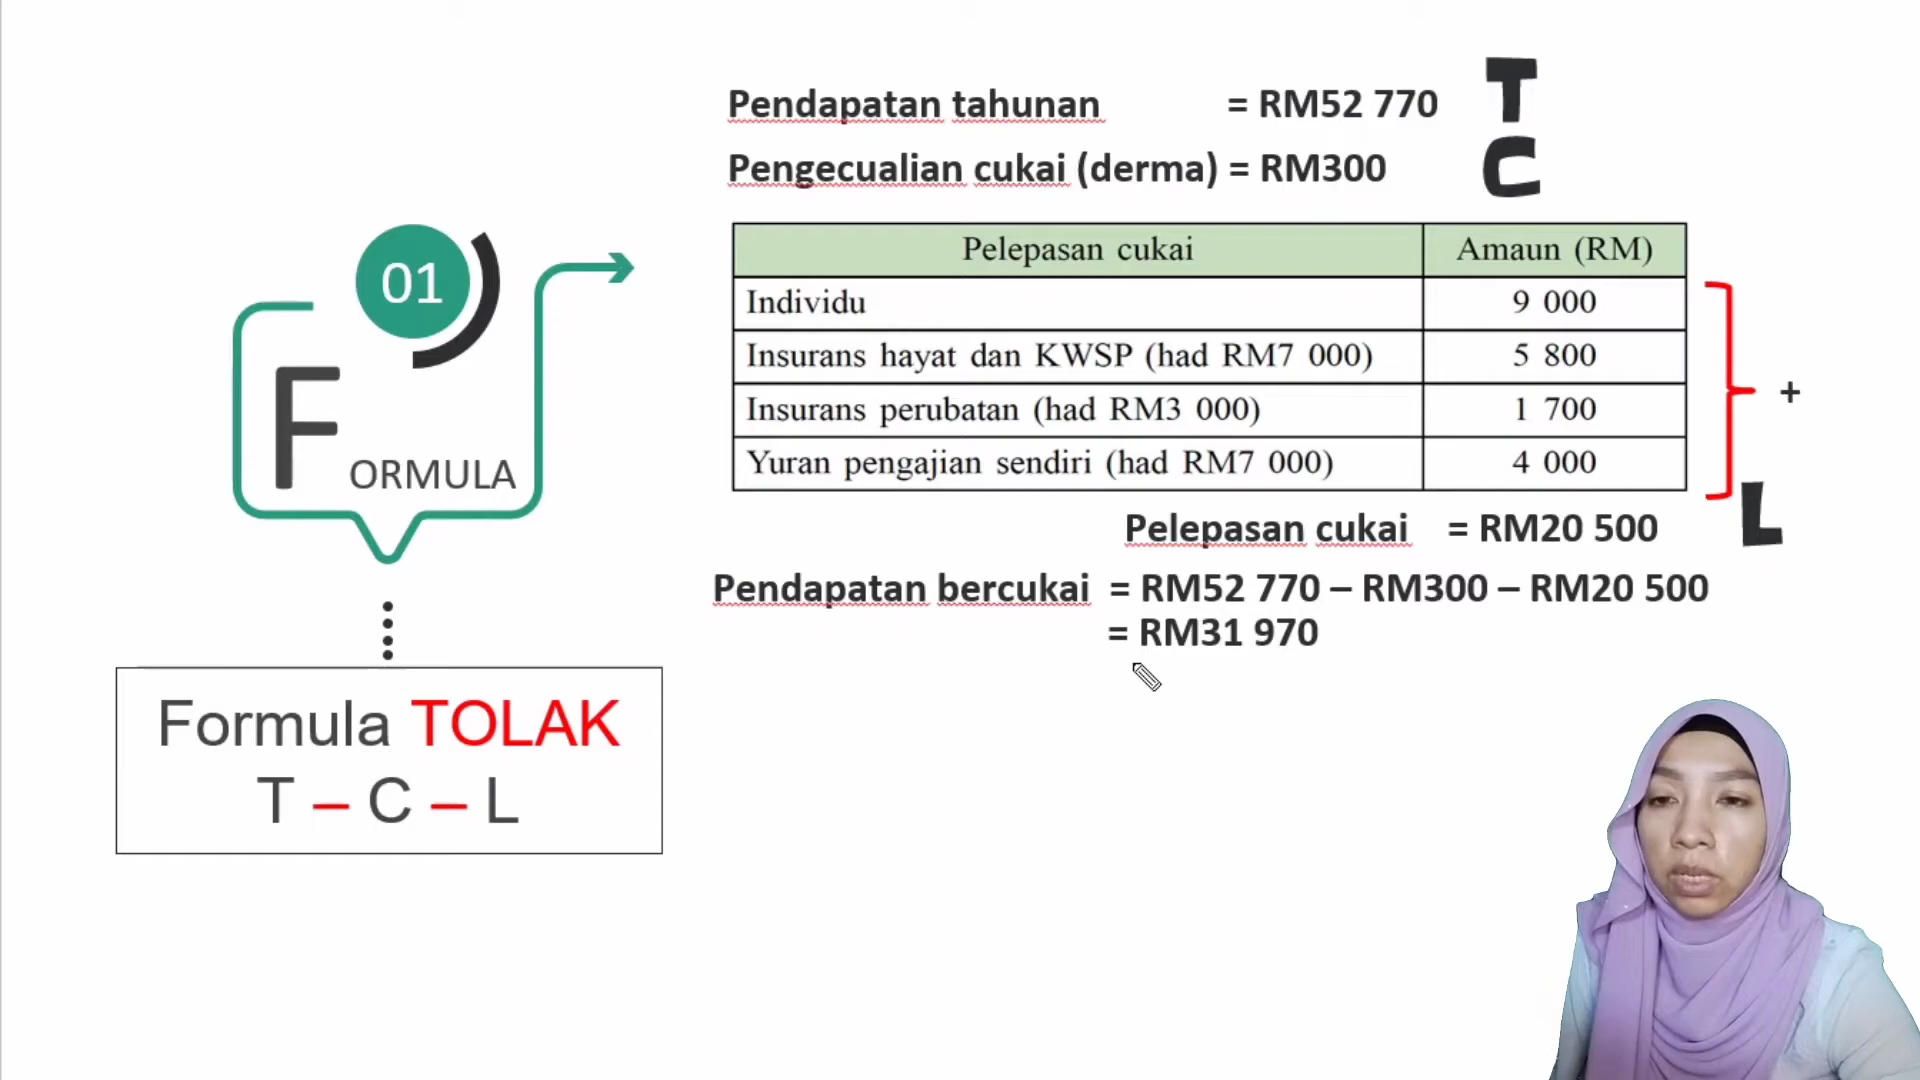 Pendapatan tahunan = RM52 770 T
Pengecualian cukai (derma) = RM300 C
01
FORMULA
Pelepasan cukai Amaun (RM)
Individu 9 000
Insurans hayat dan KWSP (had RM7 000) 5 800
Insurans perubatan (had RM3 000) 1 700
Yuran pengajian sendiri (had RM7 000) 4 000
+
Pelepasan cukai = RM20 500 L
Pendapatan bercukai = RM52 770 – RM300 – RM20 500
= RM31 970
Formula TOLAK
T – C – L